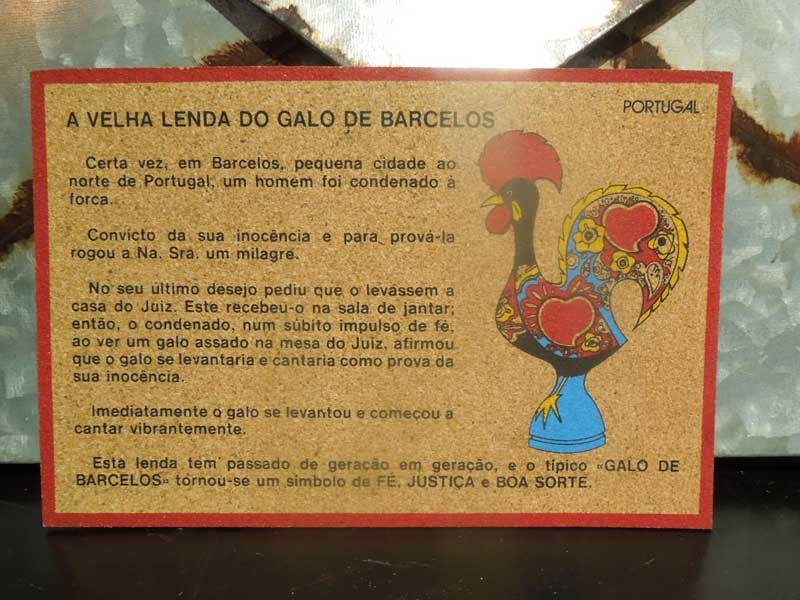 PORTUGAL
A VELHA LENDA DO GALO DE BARCELOS
Certa vez, em Barcelos, pequena cidade ao
norte de Portugal, um homem foi condenado à
forca.
Convicto da sua inocência e para prová-la
rogou a Na. Sra. um milagre.
No seu último desejo pediu que o levassem a
casa do Juiz. Este recebeu-o na sala de jantar;
então, o condenado, num súbito impulso de fé,
ao ver um galo assado na mesa do Juiz, afirmou
que o galo se levantaria e cantaria como prova da
sua inocência.
Imediatamente o galo se levantou e começou a
cantar vibrantemente.
Esta lenda tem passado de geração em geração, e o típico «GALO DE
BARCELOS» tornou-se um símbolo de FÉ, JUSTIÇA e BOA SORTE.